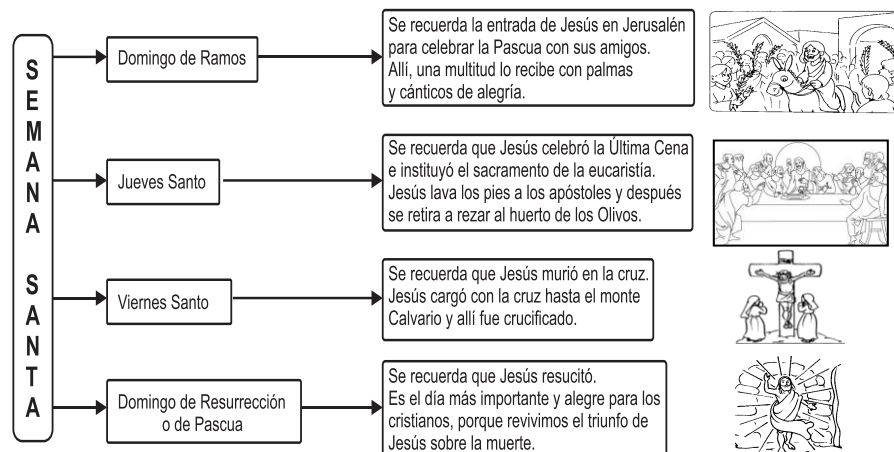 SEMANA SANTA
Domingo de Ramos
Se recuerda la entrada de Jesús en Jerusalén
para celebrar la Pascua con sus amigos.
Allí, una multitud lo recibe con palmas
y cánticos de alegría.
Jueves Santo
Se recuerda que Jesús celebró la Última Cena
e instituyó el sacramento de la eucaristía.
Jesús lava los pies a los apóstoles y después
se retira a rezar al huerto de los Olivos.
Viernes Santo
Se recuerda que Jesús murió en la cruz.
Jesús cargó con la cruz hasta el monte
Calvario y allí fue crucificado.
Domingo de Resurrección
o de Pascua
Se recuerda que Jesús resucitó.
Es el día más importante y alegre para los
cristianos, porque revivimos el triunfo de
Jesús sobre la muerte.